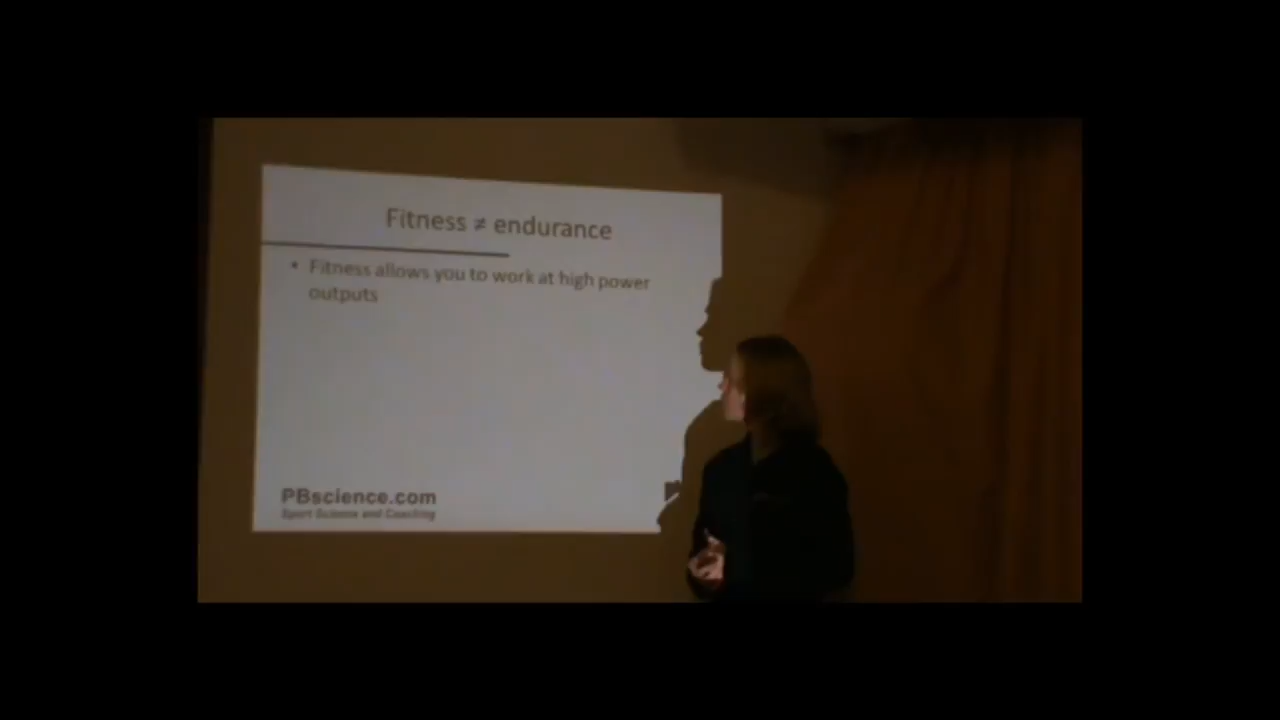 Fitness ≠ endurance
• Fitness allows you to work at high power
outputs
PBscience.com
Sport Science and Coaching